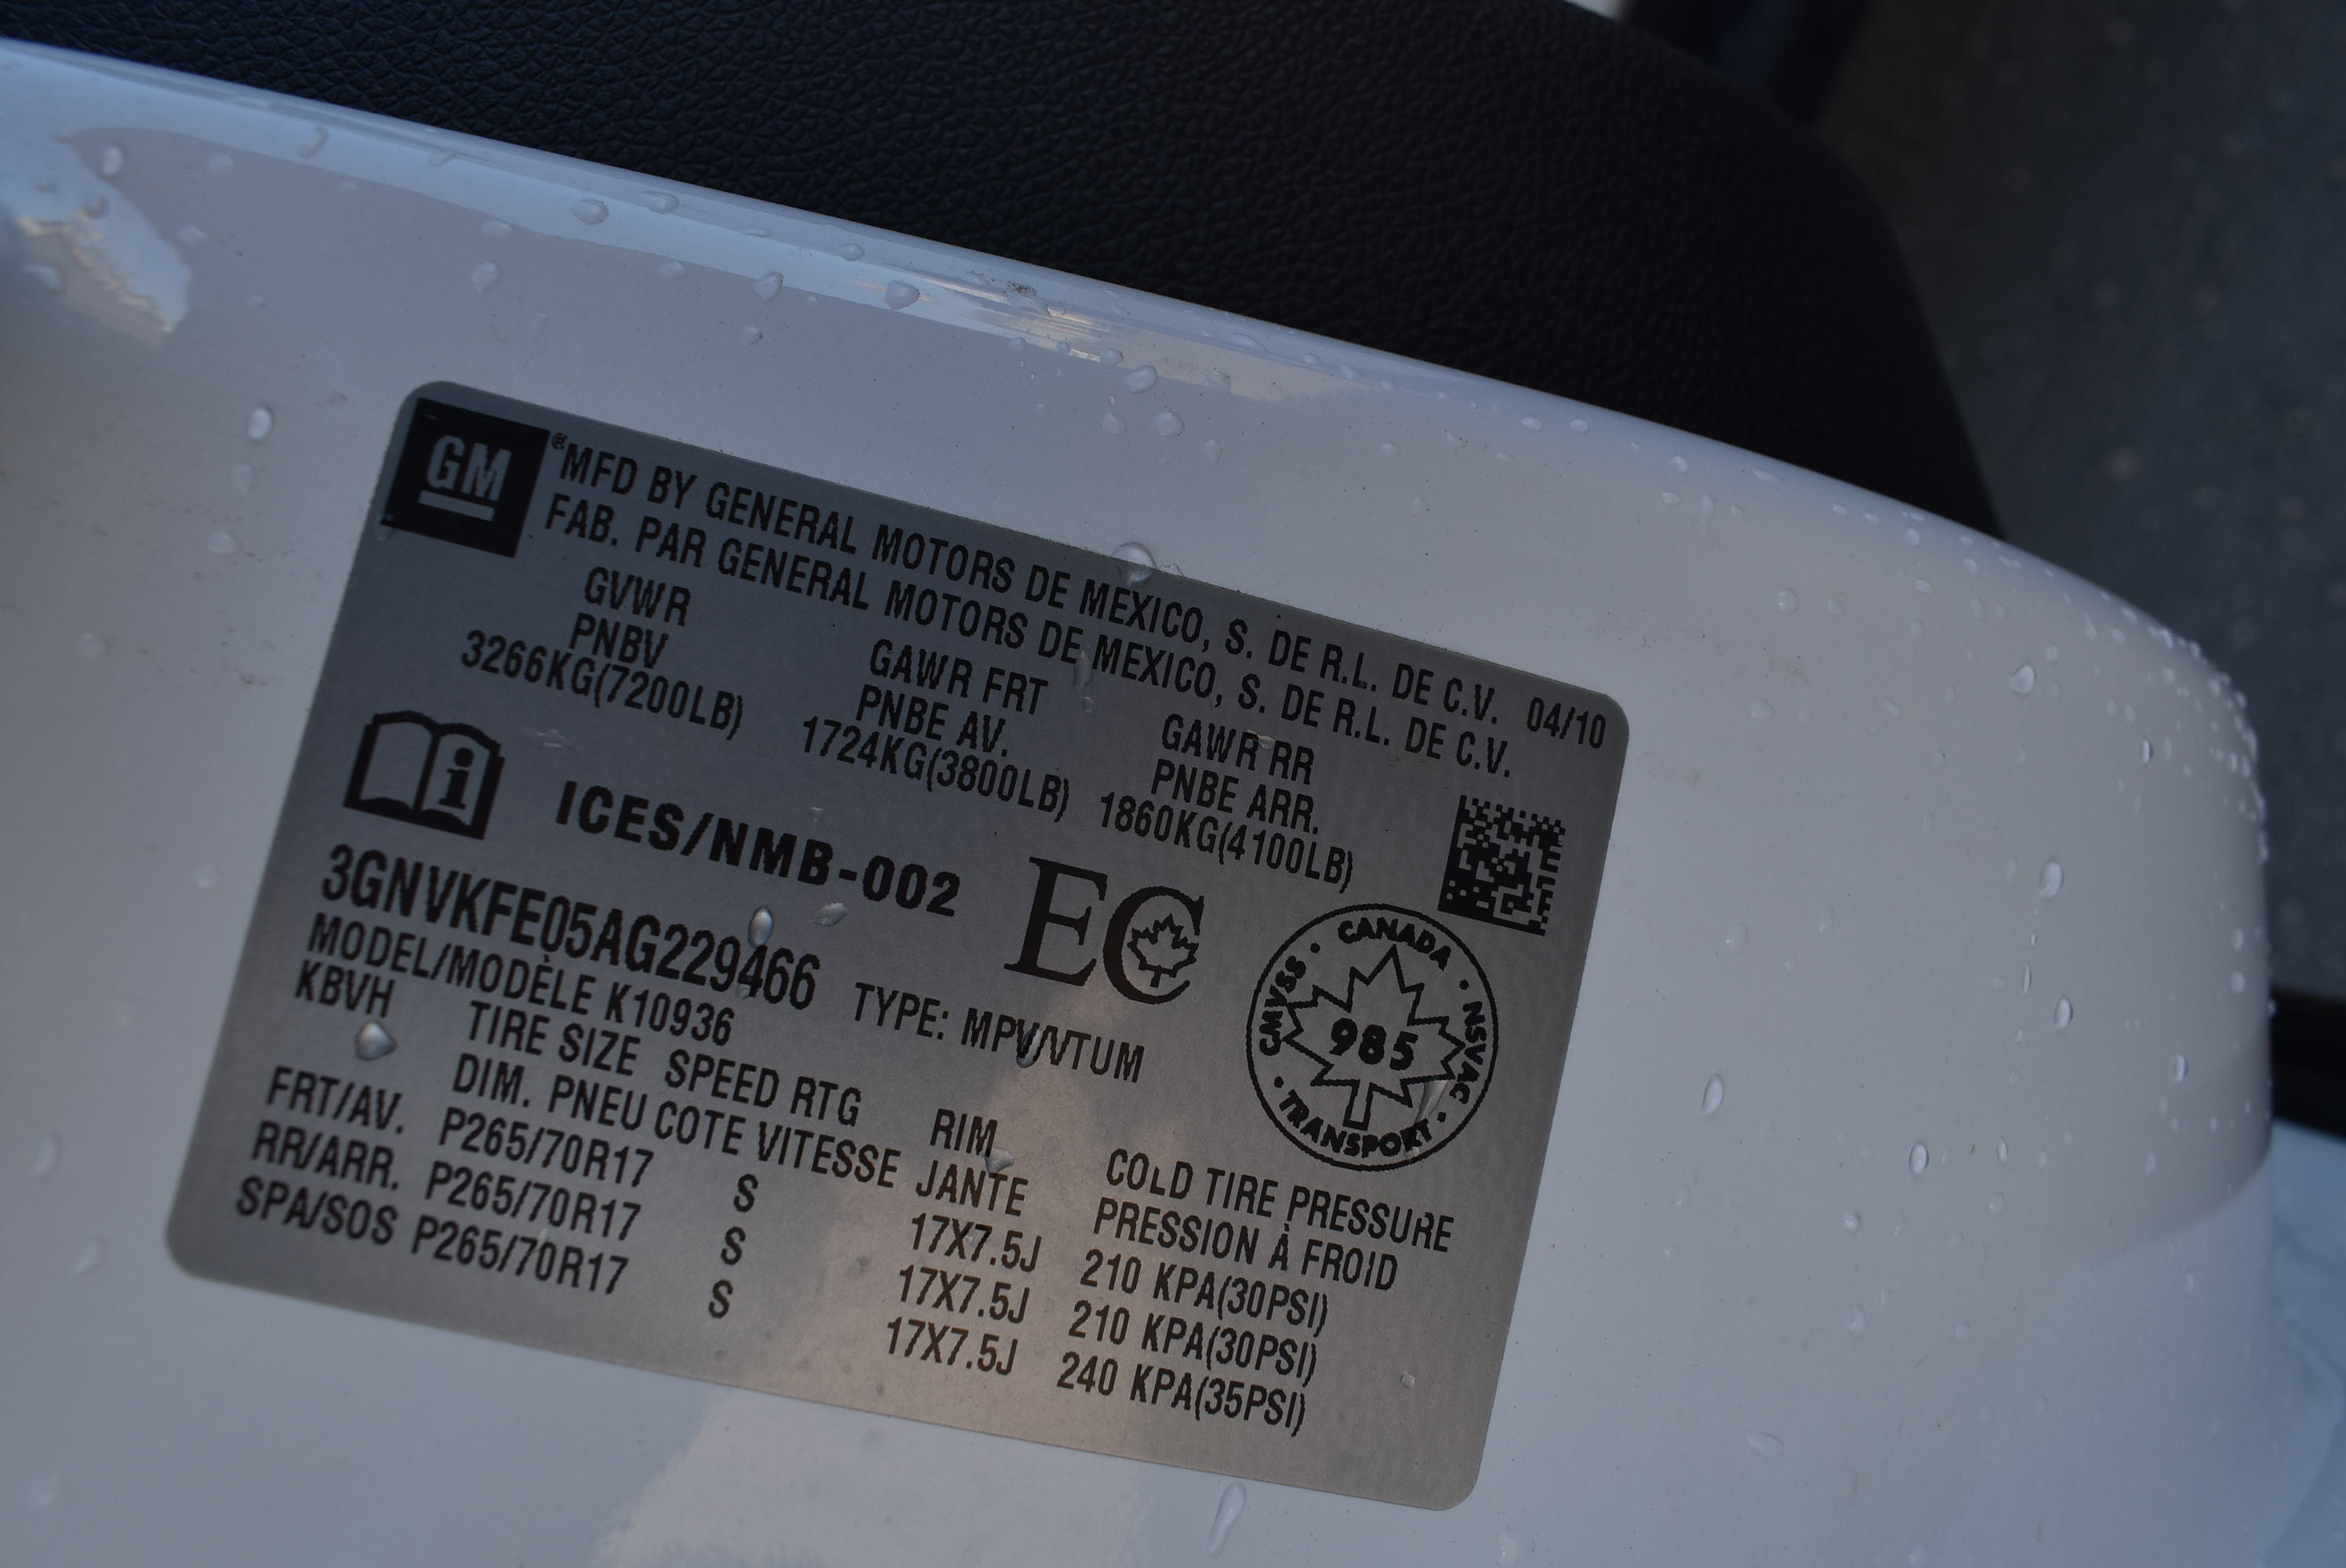 GM ® MFD BY GENERAL MOTORS DE MEXICO, S. DE R.L. DE C.V. 04/10
FAB. PAR GENERAL MOTORS DE MEXICO, S. DE R.L. DE C.V.
GVWR GAWR FRT GAWR RR
PNBV PNBE AV. PNBE ARR.
3266KG(7200LB) 1724KG(3800LB) 1860KG(4100LB)
i ICES/NMB-002 EC
3GNVKFE05AG229466 TYPE: MPV/VTUM
MODEL/MODÈLE K10936
CANADA · NSVAC · TRANSPORT · CMVSS ·
985
KBVH TIRE SIZE SPEED RTG RIM COLD TIRE PRESSURE
DIM. PNEU COTE VITESSE JANTE PRESSION À FROID
FRT/AV. P265/70R17 S 17X7.5J 210 KPA(30PSI)
RR/ARR. P265/70R17 S 17X7.5J 210 KPA(30PSI)
SPA/SOS P265/70R17 S 17X7.5J 240 KPA(35PSI)